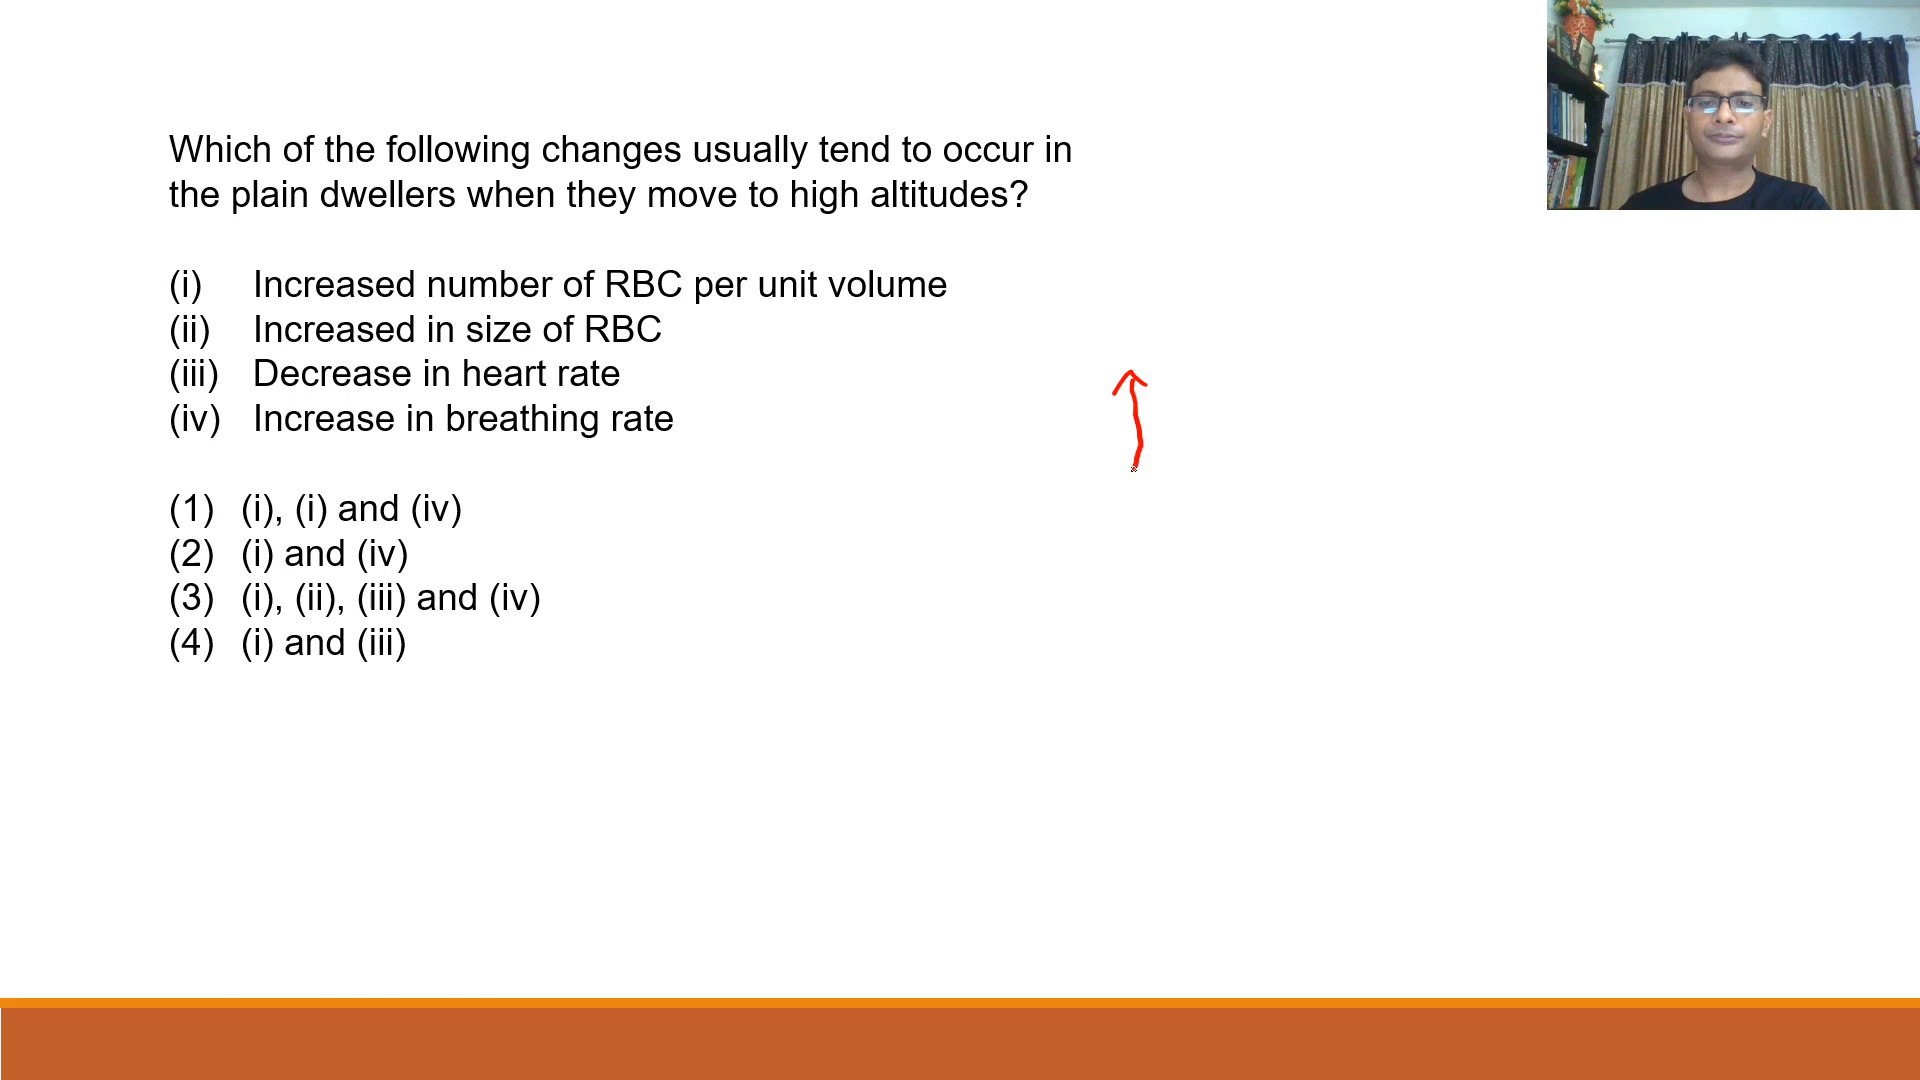 Which of the following changes usually tend to occur in
the plain dwellers when they move to high altitudes?
(i) Increased number of RBC per unit volume
(ii) Increased in size of RBC
(iii) Decrease in heart rate
(iv) Increase in breathing rate
(1) (i), (i) and (iv)
(2) (i) and (iv)
(3) (i), (ii), (iii) and (iv)
(4) (i) and (iii)